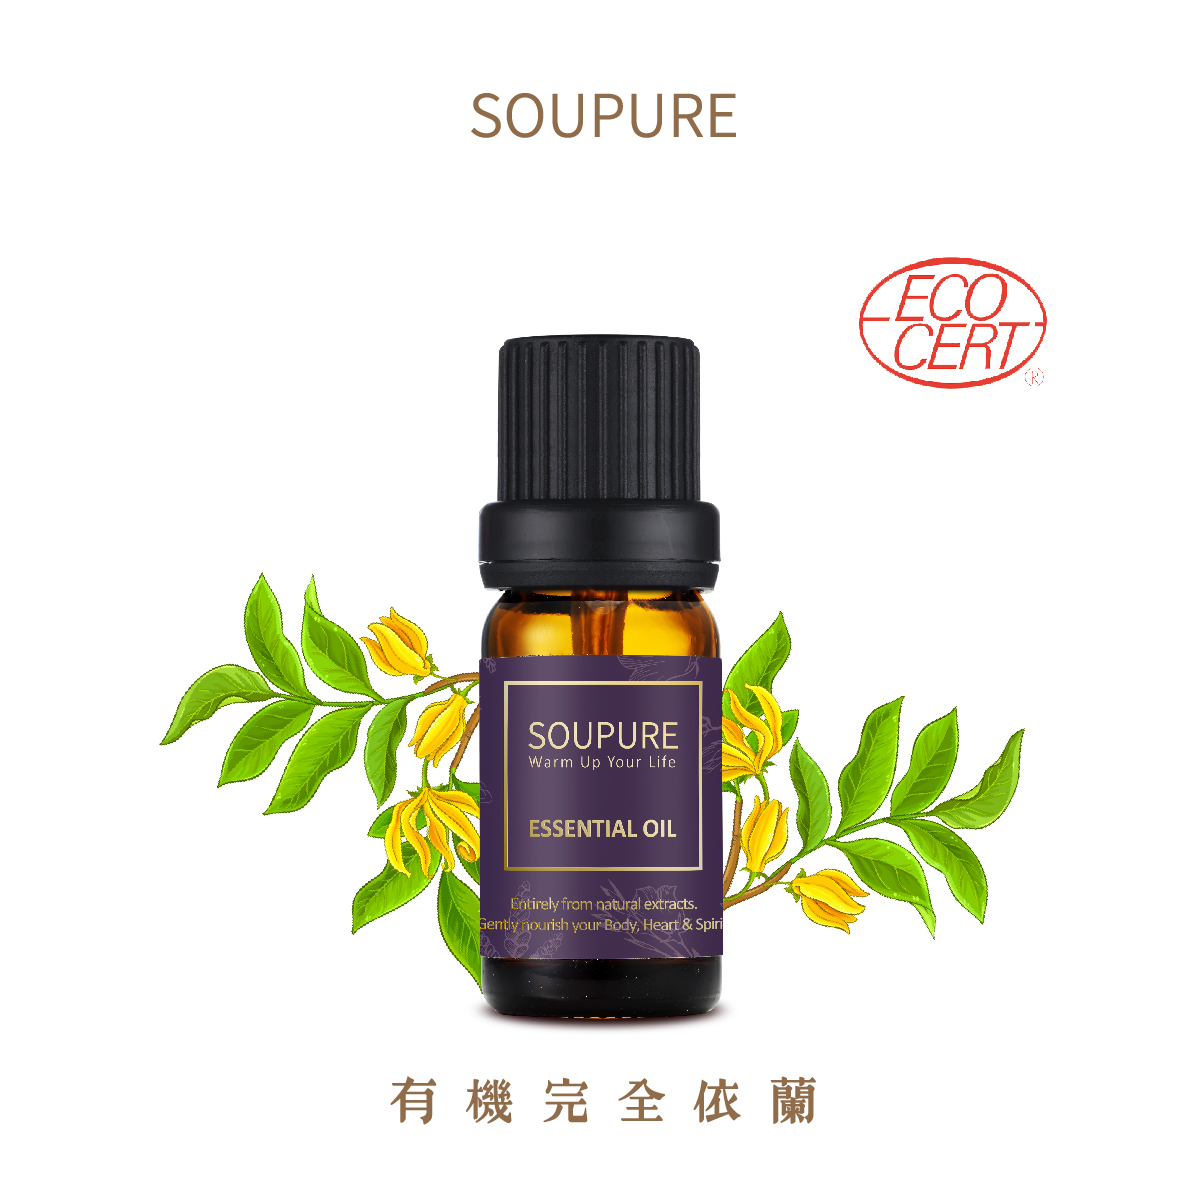 SOUPURE
ECO
CERT
®
SOUPURE
Warm Up Your Life
ESSENTIAL OIL
Entirely from natural extracts.
Gently nourish your Body, Heart & Spiri
有機完全依蘭